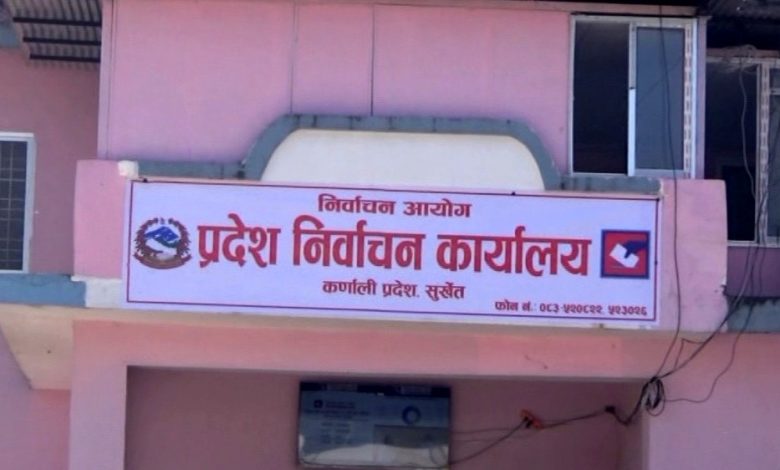 निर्वाचन आयोग
प्रदेश निर्वाचन कार्यालय
कर्णाली प्रदेश, सुर्खेत
फोन नं.: ०८३-५२०८२२, ५२३०२६